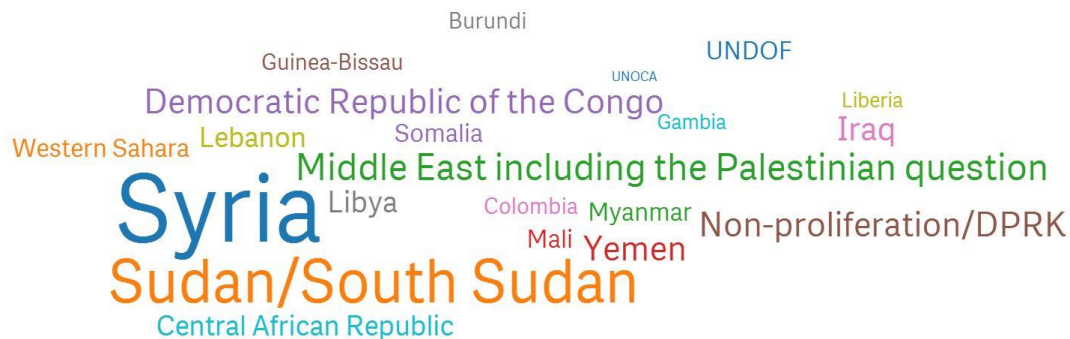 Burundi
UNDOF
Guinea-Bissau
UNOCA
Democratic Republic of the Congo
Liberia
Gambia
Iraq
Somalia
Lebanon
Western Sahara
Middle East including the Palestinian question
Syria
Libya
Colombia
Myanmar
Non-proliferation/DPRK
Mali
Yemen
Sudan/South Sudan
Central African Republic